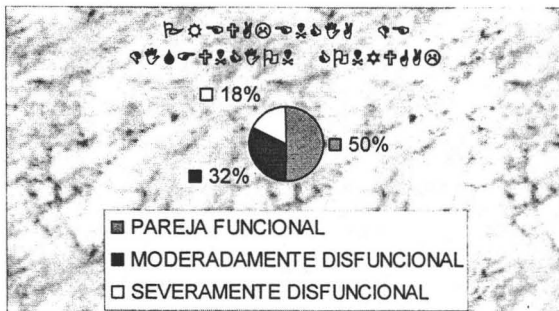 🏱☼☜✞✌☹☜☠👍✋✌ 👎☜
👎✋💧☞🕆☠👍✋⚐☠ 👍⚐☠✡🕆☝✌☹
18%
50%
32%
PAREJA FUNCIONAL
MODERADAMENTE DISFUNCIONAL
SEVERAMENTE DISFUNCIONAL